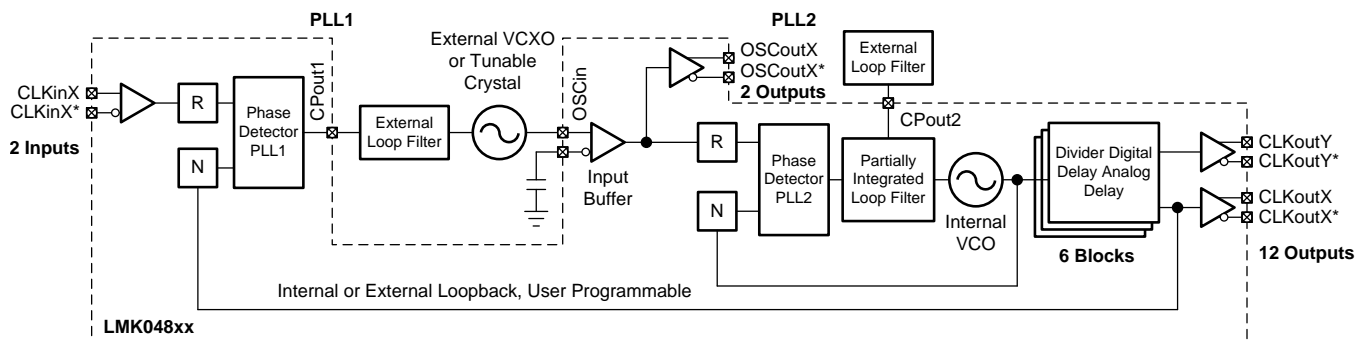 PLL1
PLL2
External VCXO
or Tunable
Crystal
OSCoutX
OSCoutX*
2 Outputs
External
Loop Filter
CLKinX
CLKinX*
2 Inputs
R
N
Phase
Detector
PLL1
CPout1
External
Loop Filter
OSCin
Input
Buffer
R
N
Phase
Detector
PLL2
CPout2
Partially
Integrated
Loop Filter
Internal
VCO
Divider Digital
Delay Analog
Delay
6 Blocks
CLKoutY
CLKoutY*
CLKoutX
CLKoutX*
12 Outputs
Internal or External Loopback, User Programmable
LMK048xx